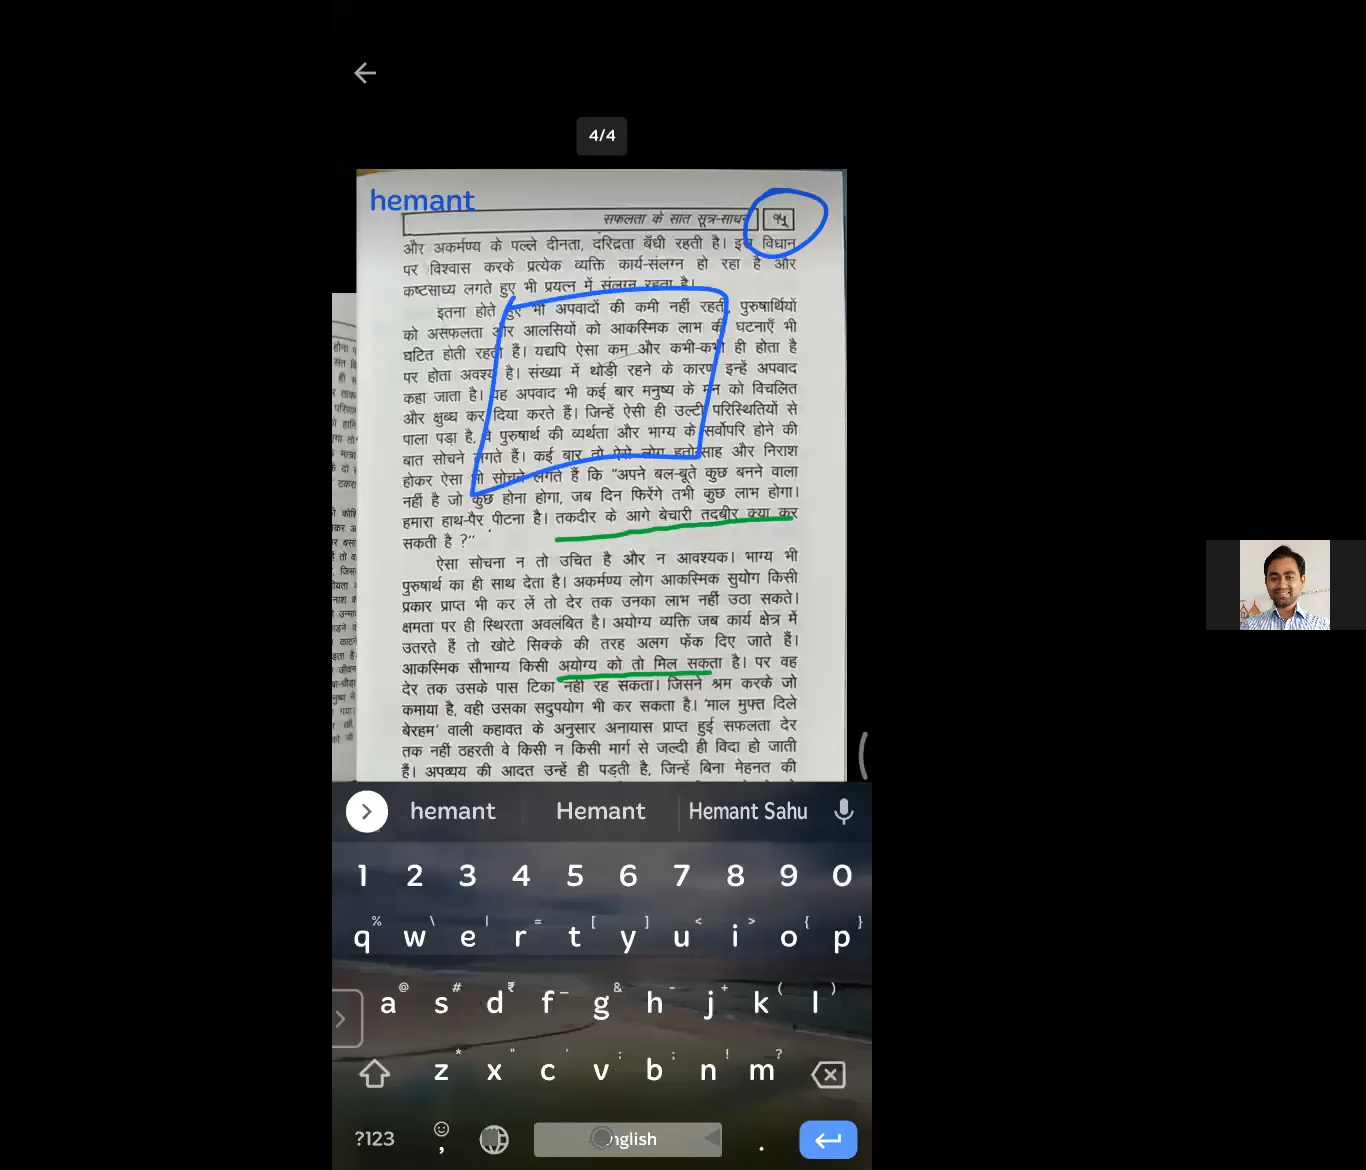 4/4
hemant
सफलता के सात सूत्र-साधन १५
और अकर्मण्य के पल्ले दीनता, दरिद्रता बँधी रहती है। इस विधान
पर विश्वास करके प्रत्येक व्यक्ति कार्य-संलग्न हो रहा है और
कष्टसाध्य लगते हुए भी प्रयत्न में संलग्न रहता है।
इतना होते हुए भी अपवादों की कमी नहीं रहती, पुरुषार्थियों
को असफलता और आलसियों को आकस्मिक लाभ की घटनाएँ भी
घटित होती रहती हैं। यद्यपि ऐसा कम और कभी-कभी ही होता है
पर होता अवश्य है। संख्या में थोड़ी रहने के कारण इन्हें अपवाद
कहा जाता है। यह अपवाद भी कई बार मनुष्य के मन को विचलित
और क्षुब्ध कर दिया करते हैं। जिन्हें ऐसी ही उल्टी परिस्थितियों से
पाला पड़ा है, वे पुरुषार्थ की व्यर्थता और भाग्य के सर्वोपरि होने की
बात सोचने लगते हैं। कई बार तो ऐसे लोग हतोत्साह और निराश
होकर ऐसा भी सोचने लगते हैं कि “अपने बल-बूते कुछ बनने वाला
नहीं है जो कुछ होना होगा, जब दिन फिरेंगे तभी कुछ लाभ होगा।
हमारा हाथ-पैर पीटना है। तकदीर के आगे बेचारी तदबीर क्या कर
सकती है ?”
ऐसा सोचना न तो उचित है और न आवश्यक। भाग्य भी
पुरुषार्थ का ही साथ देता है। अकर्मण्य लोग आकस्मिक सुयोग किसी
प्रकार प्राप्त भी कर लें तो देर तक उनका लाभ नहीं उठा सकते।
क्षमता पर ही स्थिरता अवलंबित है। अयोग्य व्यक्ति जब कार्य क्षेत्र में
उतरते हैं तो खोटे सिक्के की तरह अलग फेंक दिए जाते हैं।
आकस्मिक सौभाग्य किसी अयोग्य को तो मिल सकता है। पर वह
देर तक उसके पास टिका नहीं रह सकता। जिसने श्रम करके जो
कमाया है, वही उसका सदुपयोग भी कर सकता है। ‘माल मुफ्त दिले
बेरहम’ वाली कहावत के अनुसार अनायास प्राप्त हुई सफलता देर
तक नहीं ठहरती वे किसी न किसी मार्ग से जल्दी ही विदा हो जाती
हैं। अपव्यय की आदत उन्हें ही पड़ती है, जिन्हें बिना मेहनत की
hemant Hemant Hemant Sahu
1 2 3 4 5 6 7 8 9 0
% \ | = [ ] < > { }
q w e r t y u i o p
@ # ₹ _ & - + ( )
a s d f g h j k l
* " ' : ; ! ?
z x c v b n m
?123 , nglish .